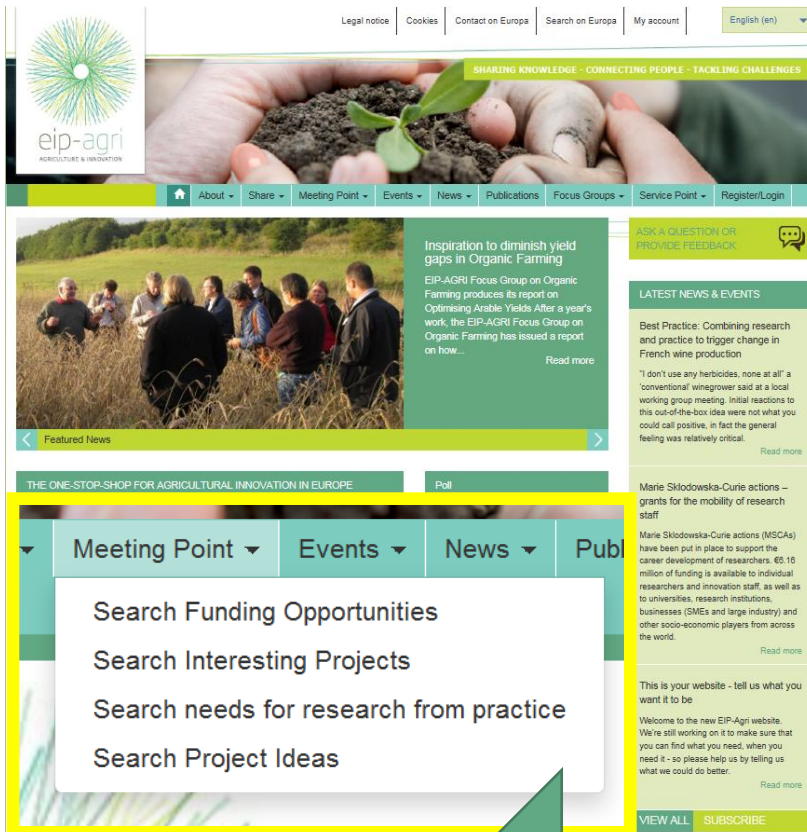 Legal notice
Cookies
Contact on Europa
Search on Europa
My account
English (en)
SHARING KNOWLEDGE - CONNECTING PEOPLE - TACKLING CHALLENGES
eip-agri
AGRICULTURE & INNOVATION
About
Share
Meeting Point
Events
News
Publications
Focus Groups
Service Point
Register/Login
Inspiration to diminish yield
gaps in Organic Farming
EIP-AGRI Focus Group on Organic
Farming produces its report on
Optimising Arable Yields After a year's
work, the EIP-AGRI Focus Group on
Organic Farming has issued a report
on how...
Read more
Featured News
ASK A QUESTION OR
PROVIDE FEEDBACK
LATEST NEWS & EVENTS
Best Practice: Combining research
and practice to trigger change in
French wine production
"I don't use any herbicides, none at all" a
'conventional' winegrower said at a local
working group meeting. Initial reactions to
this out-of-the-box idea were not what you
could call positive, in fact the general
feeling was relatively critical.
Read more
Marie Sklodowska-Curie actions –
grants for the mobility of research
staff
Marie Sklodowska-Curie actions (MSCAs)
have been put in place to support the
career development of researchers. €6.16
million of funding is available to individual
researchers and innovation staff, as well as
to universities, research institutions,
businesses (SMEs and large industry) and
other socio-economic players from across
the world.
Read more
This is your website - tell us what you
want it to be
Welcome to the new EIP-Agri website.
We're still working on it to make sure that
you can find what you need, when you
need it - so please help us by telling us
what we could do better.
Read more
VIEW ALL
SUBSCRIBE
THE ONE-STOP-SHOP FOR AGRICULTURAL INNOVATION IN EUROPE
Poll
Meeting Point
Events
News
Publ
Search Funding Opportunities
Search Interesting Projects
Search needs for research from practice
Search Project Ideas